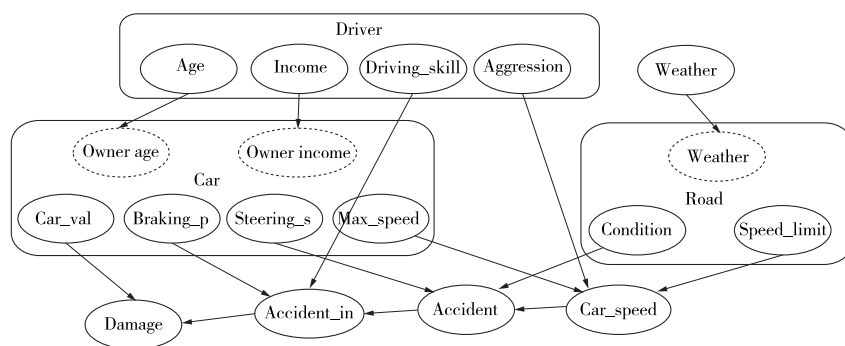 Driver
Age
Income
Driving_skill
Aggression
Weather
Owner age
Owner income
Weather
Car
Road
Car_val
Braking_p
Steering_s
Max_speed
Condition
Speed_limit
Damage
Accident_in
Accident
Car_speed